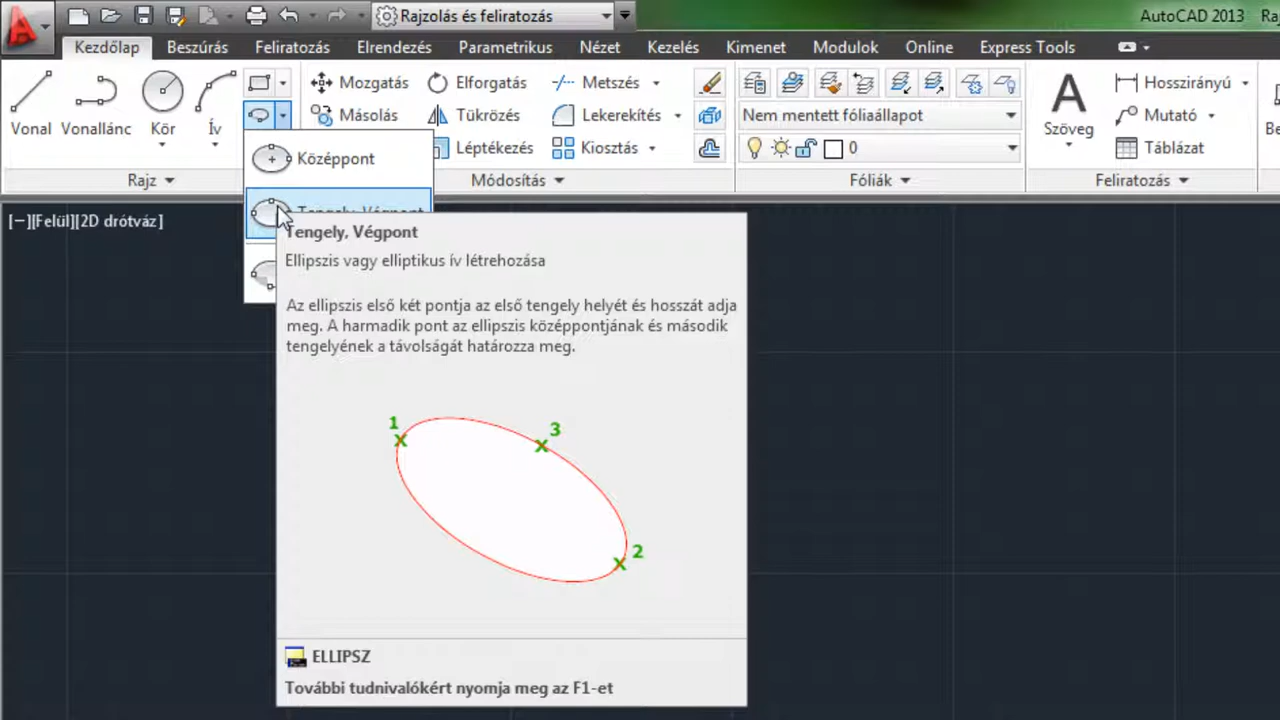 Rajzolás és feliratozás
AutoCAD 2013
Kezdőlap Beszúrás Feliratozás Elrendezés Parametrikus Nézet Kezelés Kimenet Modulok Online Express Tools
Vonal
Vonallánc
Kör
Ív
Rajz
Mozgatás
Elforgatás
Metszés
Másolás
Tükrözés
Lekerekítés
Léptékezés
Kiosztás
Módosítás
Nem mentett fóliaállapot
0
Fóliák
Szöveg
Hosszirányú
Mutató
Táblázat
Feliratozás
[−][Felül][2D drótváz]
Középpont
Tengely, Végpont
Tengely, Végpont
Ellipszis vagy elliptikus ív létrehozása
Az ellipszis első két pontja az első tengely helyét és hosszát adja
meg. A harmadik pont az ellipszis középpontjának és második
tengelyének a távolságát határozza meg.
1
3
2
ELLIPSZ
További tudnivalókért nyomja meg az F1-et